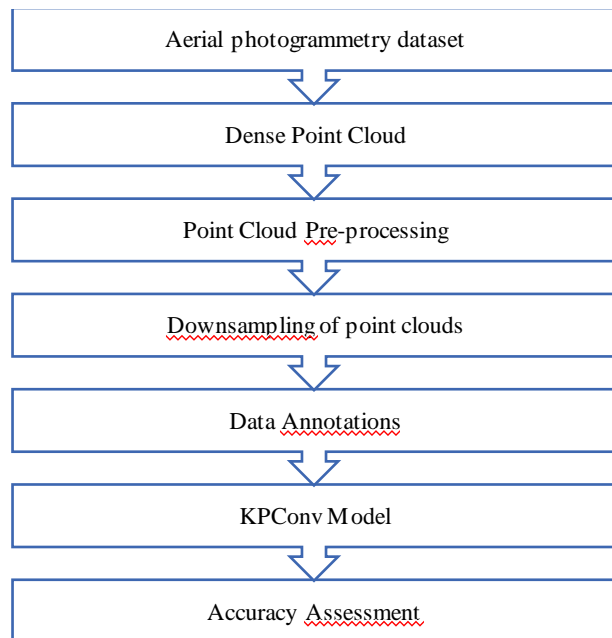 Aerial photogrammetry dataset
Dense Point Cloud
Point Cloud Pre-processing
Downsampling of point clouds
Data Annotations
KPConv Model
Accuracy Assessment